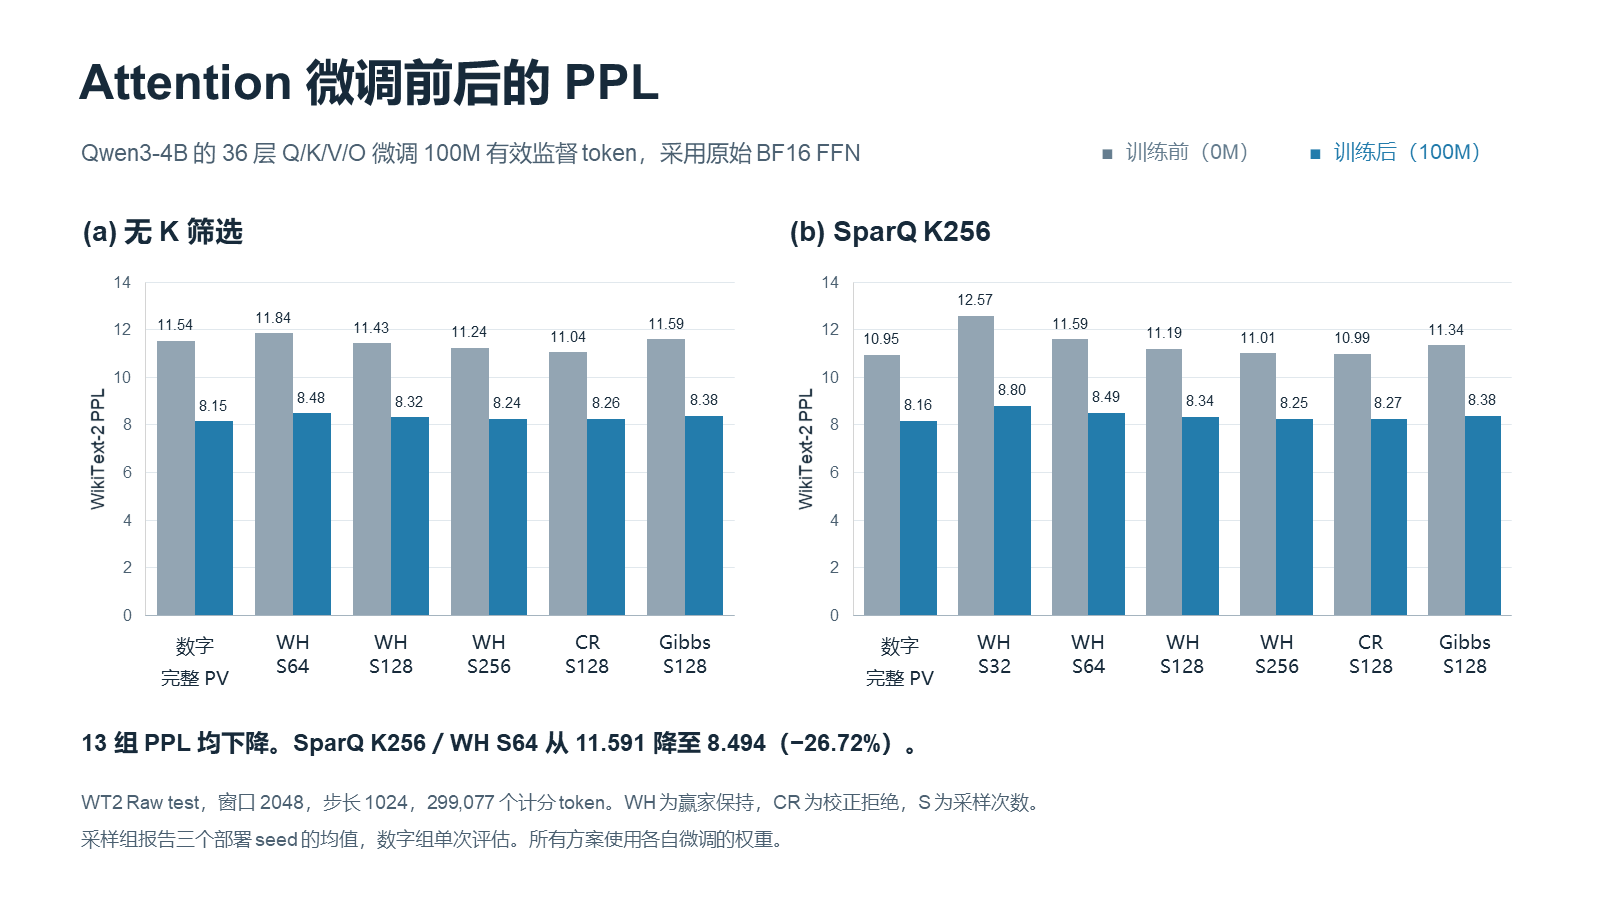 Attention 微调前后的 PPL
Qwen3-4B 的 36 层 Q/K/V/O 微调 100M 有效监督 token，采用原始 BF16 FFN
■ 训练前（0M）
■ 训练后（100M）
(a) 无 K 筛选
WikiText-2 PPL
14
12
10
8
6
4
2
0
11.54
8.15
11.84
8.48
11.43
8.32
11.24
8.24
11.04
8.26
11.59
8.38
数字
完整 PV
WH
S64
WH
S128
WH
S256
CR
S128
Gibbs
S128
(b) SparQ K256
WikiText-2 PPL
14
12
10
8
6
4
2
0
10.95
8.16
12.57
8.80
11.59
8.49
11.19
8.34
11.01
8.25
10.99
8.27
11.34
8.38
数字
完整 PV
WH
S32
WH
S64
WH
S128
WH
S256
CR
S128
Gibbs
S128
13 组 PPL 均下降。SparQ K256 / WH S64 从 11.591 降至 8.494（−26.72%）。
WT2 Raw test，窗口 2048，步长 1024，299,077 个计分 token。WH 为赢家保持，CR 为校正拒绝，S 为采样次数。
采样组报告三个部署 seed 的均值，数字组单次评估。所有方案使用各自微调的权重。